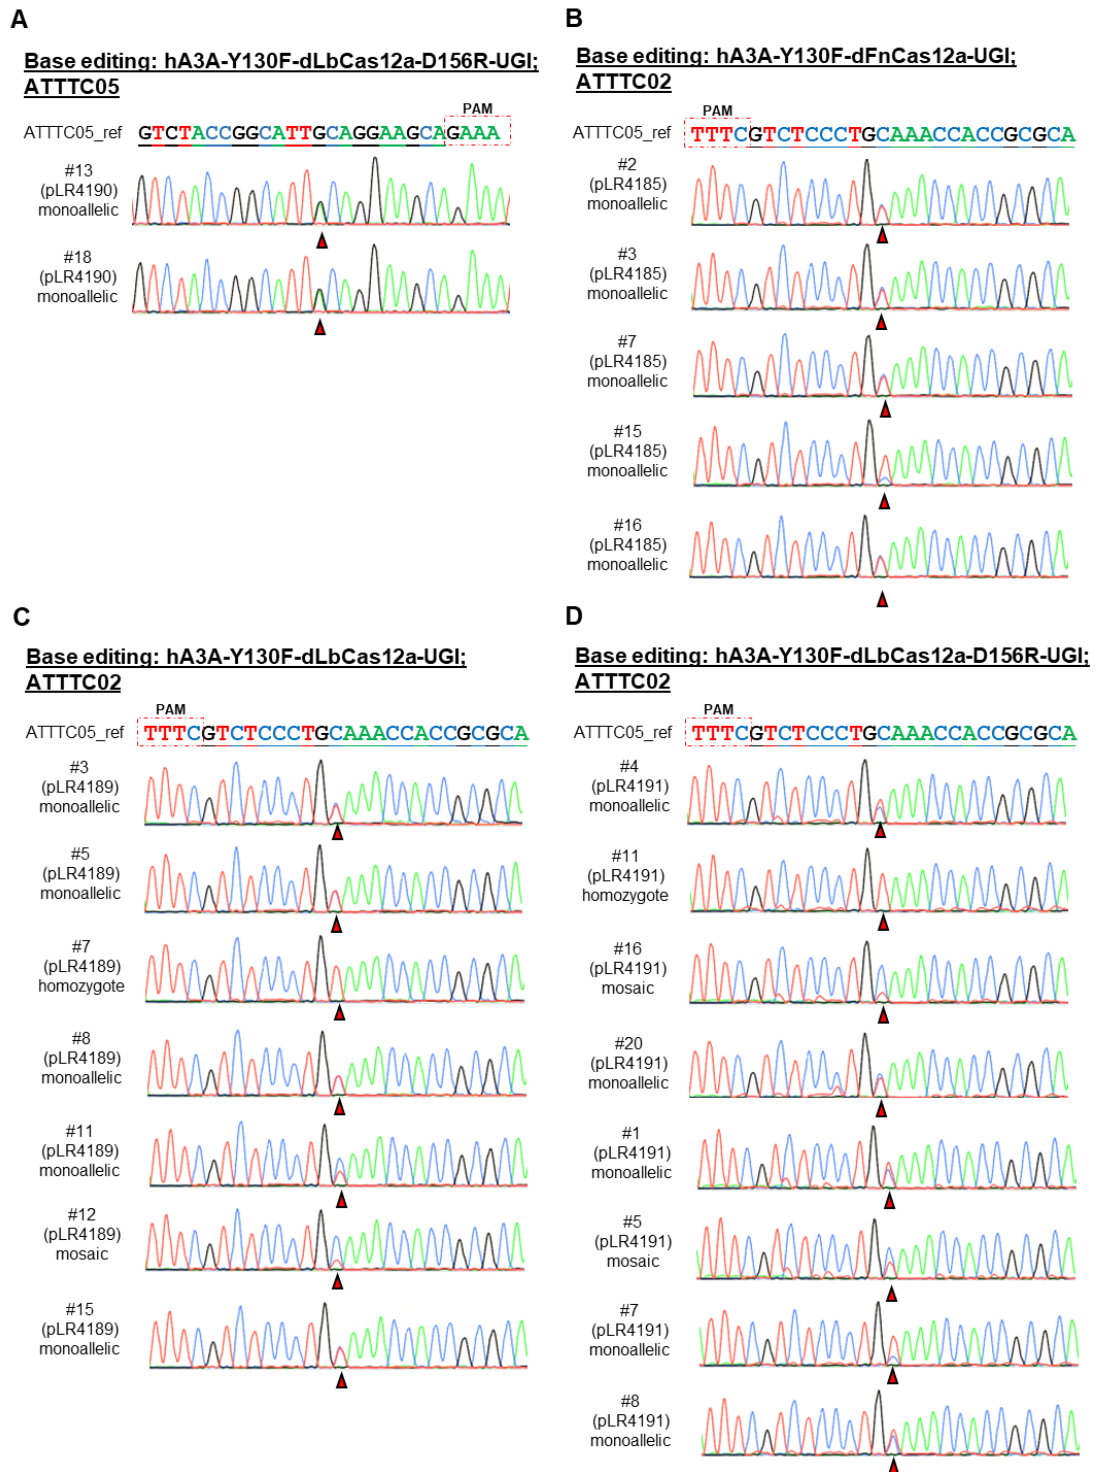 A
Base editing: hA3A-Y130F-dLbCas12a-D156R-UGI;
ATTTC05
PAM
ATTTC05_ref GTCTACCGGCATTGCAGGAAGCAGAAA
#13
(pLR4190)
monoallelic
#18
(pLR4190)
monoallelic
B
Base editing: hA3A-Y130F-dFnCas12a-UGI;
ATTTC02
PAM
ATTTC05_ref TTTCGTCTCCCTGCAAACCACCGCGCA
#2
(pLR4185)
monoallelic
#3
(pLR4185)
monoallelic
#7
(pLR4185)
monoallelic
#15
(pLR4185)
monoallelic
#16
(pLR4185)
monoallelic
C
Base editing: hA3A-Y130F-dLbCas12a-UGI;
ATTTC02
PAM
ATTTC05_ref TTTCGTCTCCCTGCAAACCACCGCGCA
#3
(pLR4189)
monoallelic
#5
(pLR4189)
monoallelic
#7
(pLR4189)
homozygote
#8
(pLR4189)
monoallelic
#11
(pLR4189)
monoallelic
#12
(pLR4189)
mosaic
#15
(pLR4189)
monoallelic
D
Base editing: hA3A-Y130F-dLbCas12a-D156R-UGI;
ATTTC02
PAM
ATTTC05_ref TTTCGTCTCCCTGCAAACCACCGCGCA
#4
(pLR4191)
monoallelic
#11
(pLR4191)
homozygote
#16
(pLR4191)
mosaic
#20
(pLR4191)
monoallelic
#1
(pLR4191)
monoallelic
#5
(pLR4191)
mosaic
#7
(pLR4191)
monoallelic
#8
(pLR4191)
monoallelic